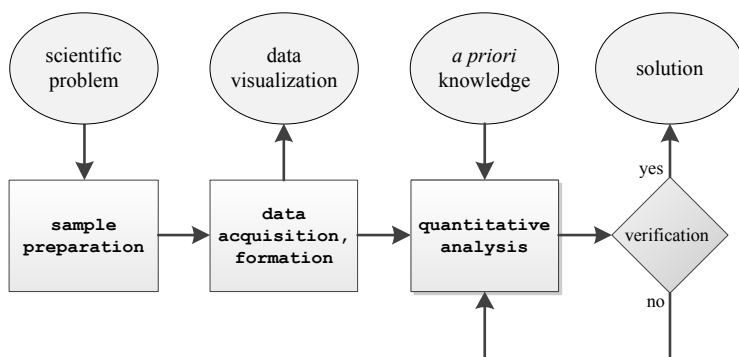 scientific
problem
data
visualization
a priori
knowledge
solution
sample
preparation
data
acquisition,
formation
quantitative
analysis
yes
verification
no